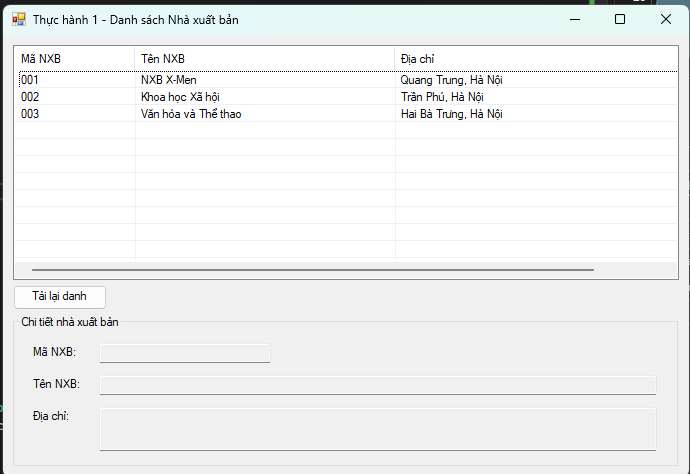 Thực hành 1 - Danh sách Nhà xuất bản
Mã NXB Tên NXB Địa chỉ
001 NXB X-Men Quang Trung, Hà Nội
002 Khoa học Xã hội Trần Phú, Hà Nội
003 Văn hóa và Thể thao Hai Bà Trưng, Hà Nội
Tải lại danh
Chi tiết nhà xuất bản
Mã NXB:
Tên NXB:
Địa chỉ: